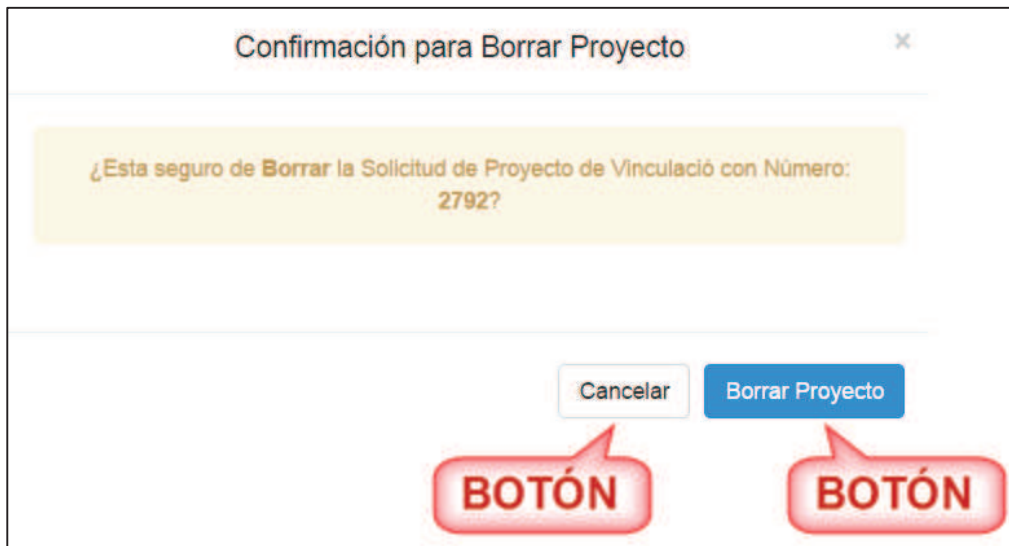 Confirmación para Borrar Proyecto ×
¿Esta seguro de Borrar la Solicitud de Proyecto de Vinculació con Número:
2792?
Cancelar Borrar Proyecto
BOTÓN BOTÓN